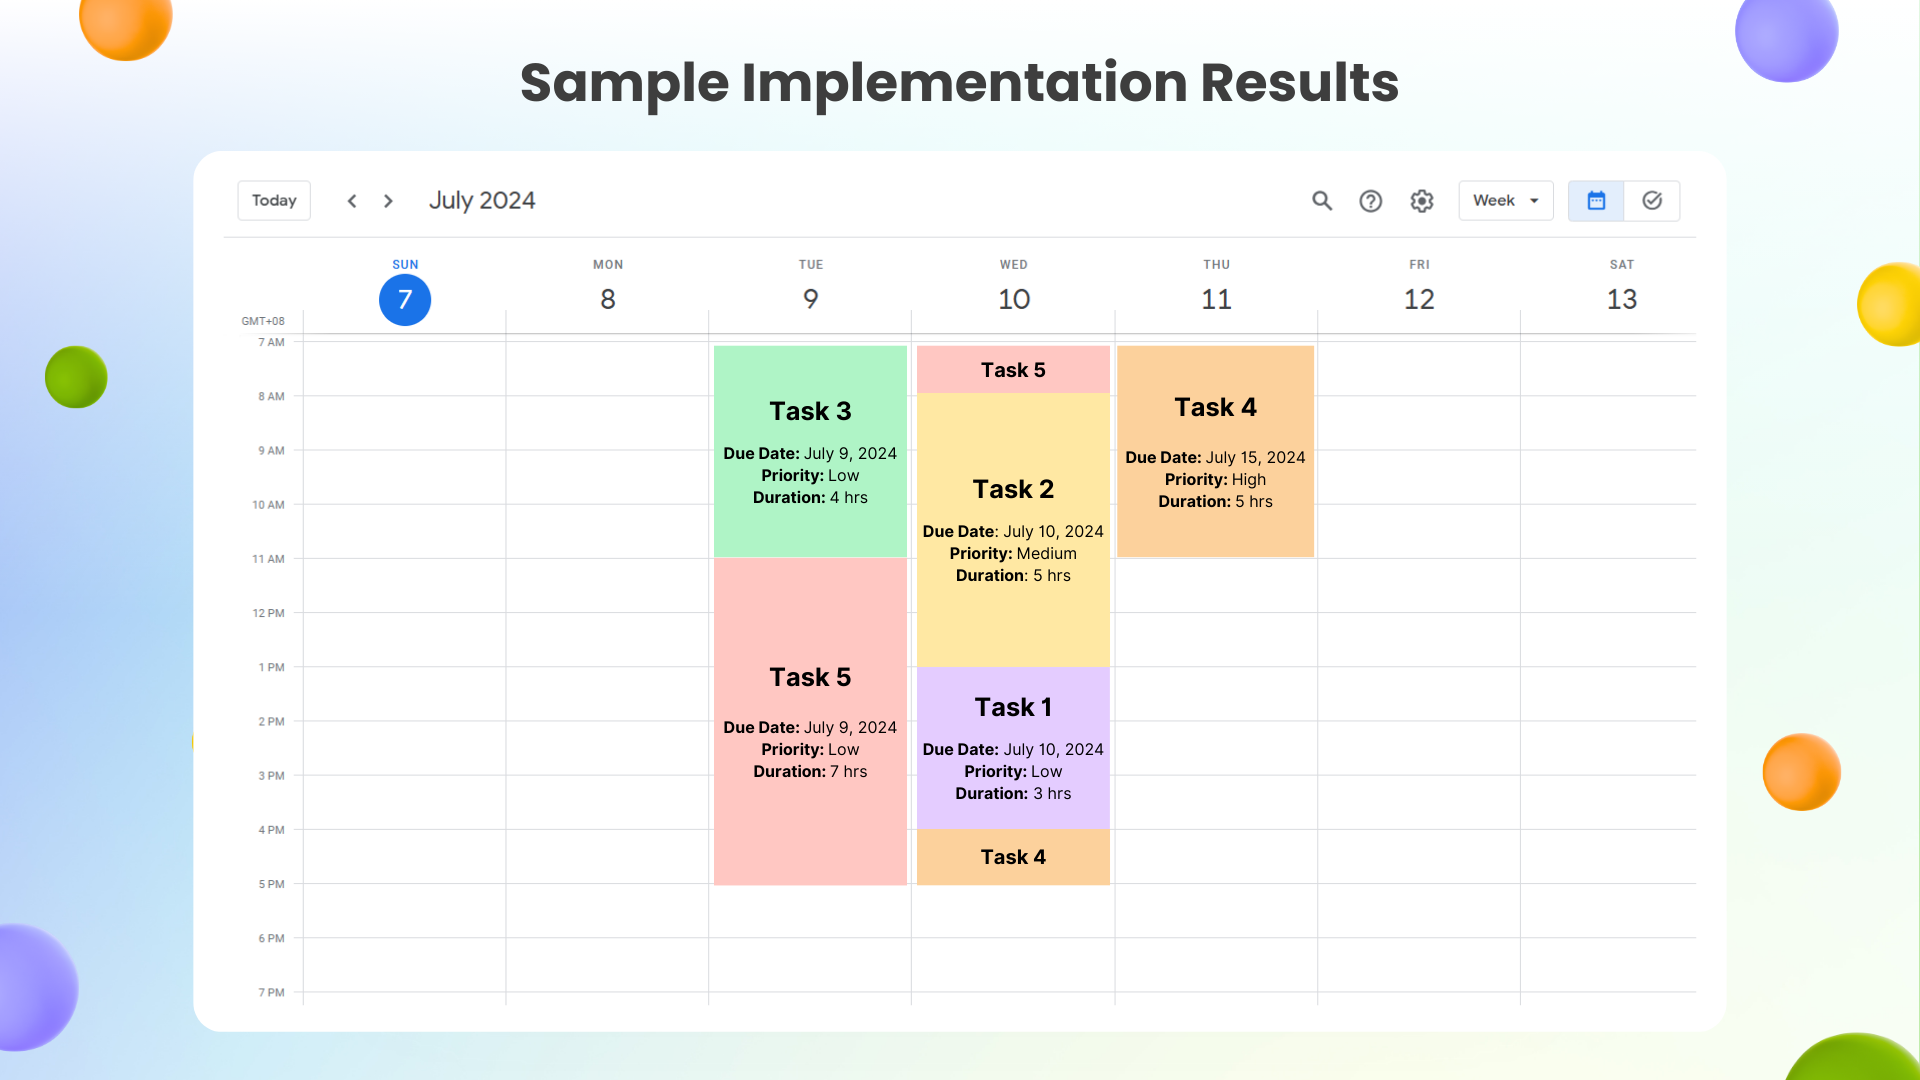 Sample Implementation Results
Today
July 2024
Week
SUN
MON
TUE
WED
THU
FRI
SAT
7
8
9
10
11
12
13
GMT+08
7 AM
8 AM
9 AM
10 AM
11 AM
12 PM
1 PM
2 PM
3 PM
4 PM
5 PM
6 PM
7 PM
Task 3
Due Date: July 9, 2024
Priority: Low
Duration: 4 hrs
Task 5
Due Date: July 9, 2024
Priority: Low
Duration: 7 hrs
Task 5
Task 2
Due Date: July 10, 2024
Priority: Medium
Duration: 5 hrs
Task 1
Due Date: July 10, 2024
Priority: Low
Duration: 3 hrs
Task 4
Task 4
Due Date: July 15, 2024
Priority: High
Duration: 5 hrs